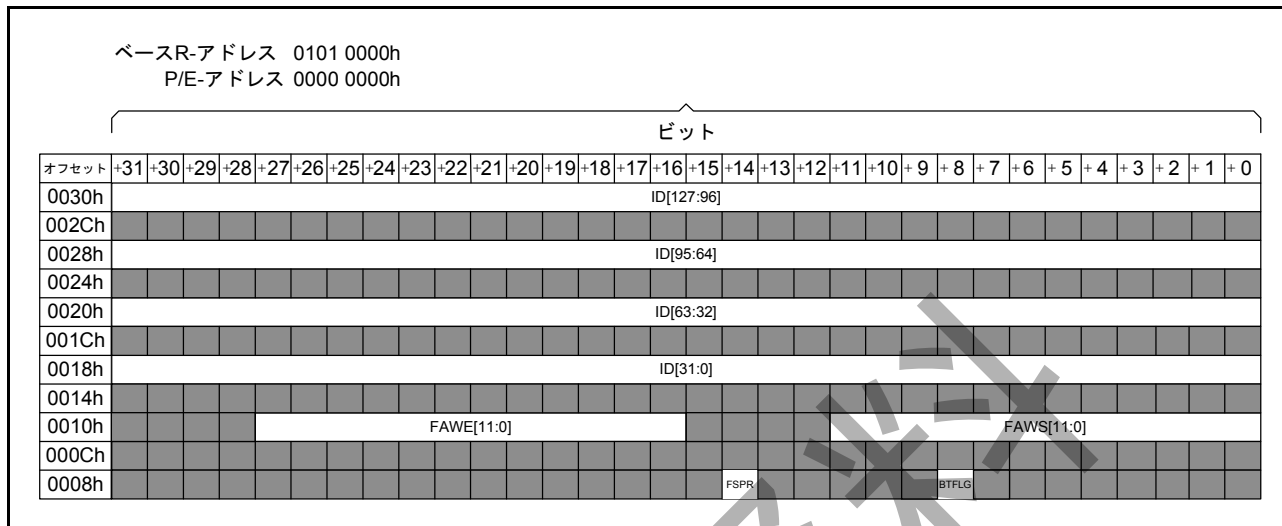 ベースR-アドレス 0101 0000h
P/E-アドレス 0000 0000h
ビット
オフセット +31 +30 +29 +28 +27 +26 +25 +24 +23 +22 +21 +20 +19 +18 +17 +16 +15 +14 +13 +12 +11 +10 + 9 + 8 + 7 +6 + 5 + 4 + 3 + 2 + 1 + 0
0030h ID[127:96]
002Ch
0028h ID[95:64]
0024h
0020h ID[63:32]
001Ch
0018h ID[31:0]
0014h
0010h FAWE[11:0] FAWS[11:0]
000Ch
0008h FSPR BTFLG